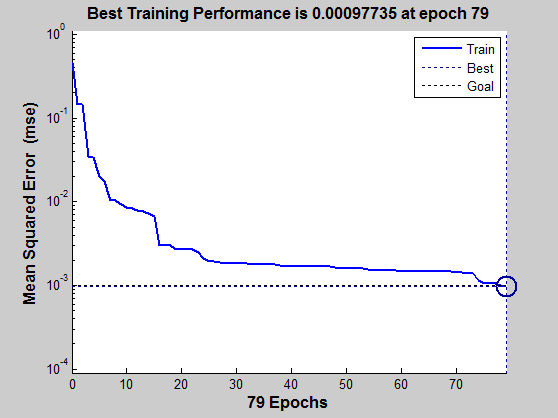 Best Training Performance is 0.00097735 at epoch 79
Mean Squared Error (mse)
10^0
10^-1
10^-2
10^-3
10^-4
Train
Best
Goal
0 10 20 30 40 50 60 70
79 Epochs